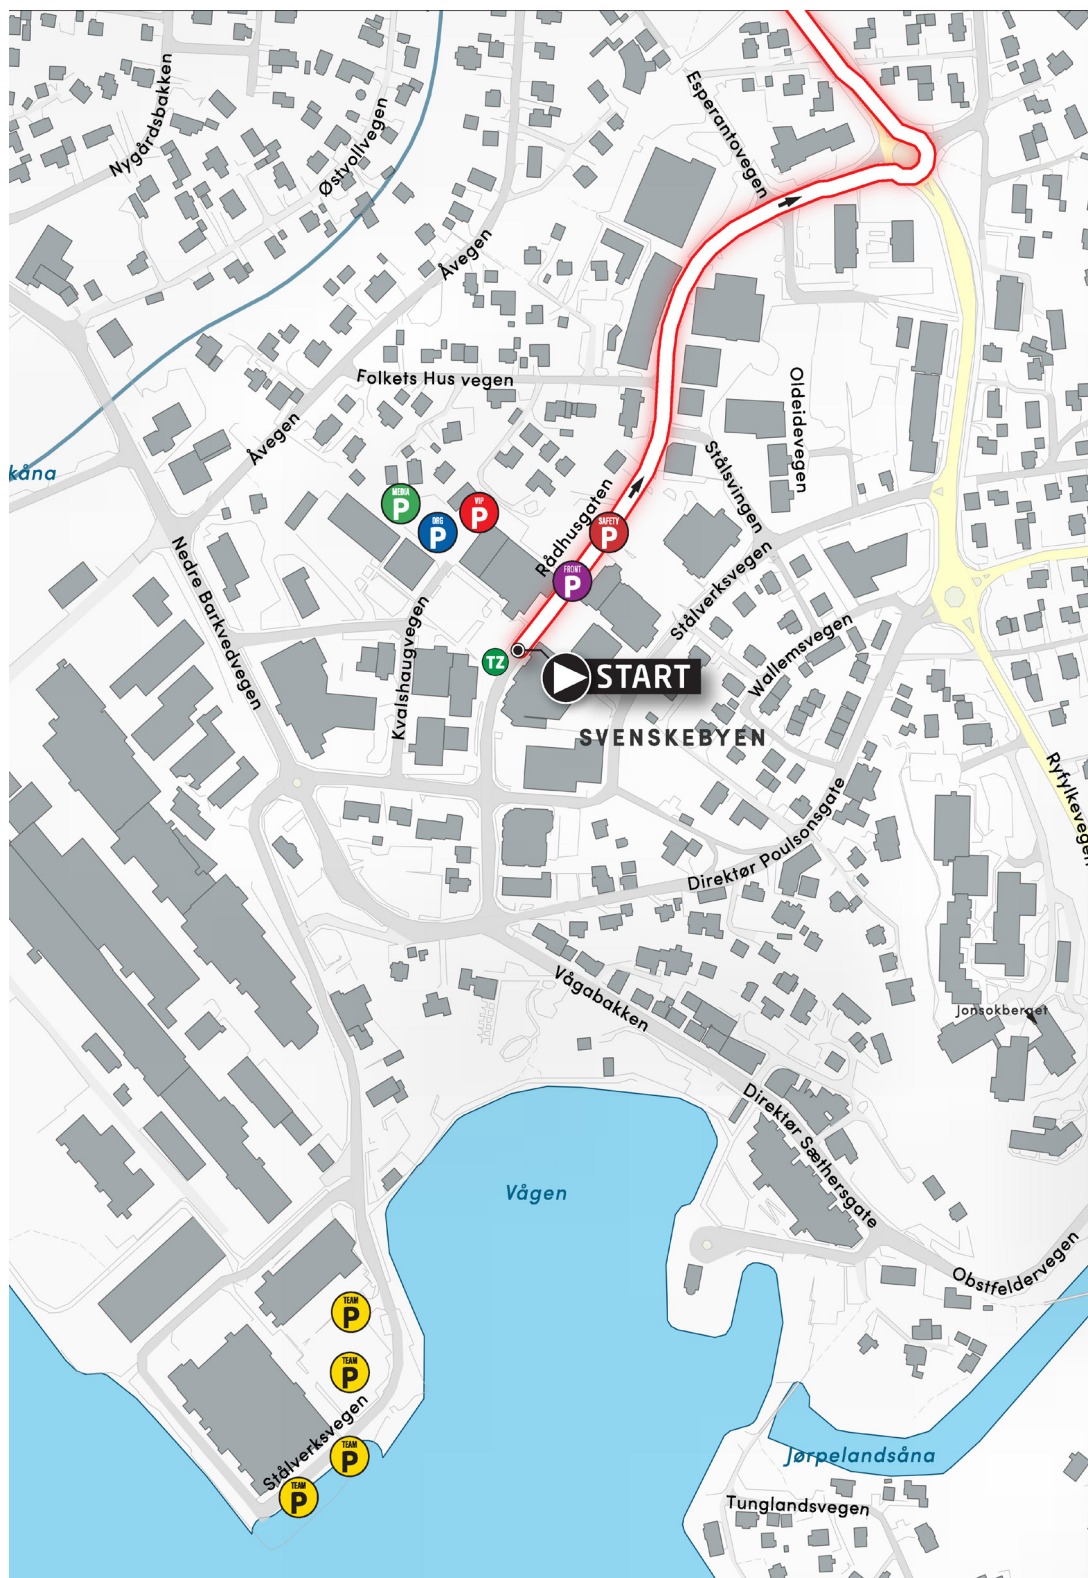 Nygårdsbakken
Østvollvegen
Esperantovegen
Åvegen
Folkets Hus vegen
Oldeidevegen
Åvegen
kåna
Stålsvingen
MEDIA
P
ORG
P
VIP
P
Rådhusgaten
SAFETY
P
FRONT
P
Nedre Barkvedvegen
Kvalshaugvegen
Stålverksvegen
Wallemsvegen
TZ
START
SVENSKEBYEN
Ryfylkevegen
Direktør Poulsonsgate
Vågabakken
Jonsokberget
Direktør Sæthersgate
Vågen
Obstfeldervegen
TEAM
P
TEAM
P
Stålverksvegen
TEAM
P
TEAM
P
Jørpelandsåna
Tunglandsvegen